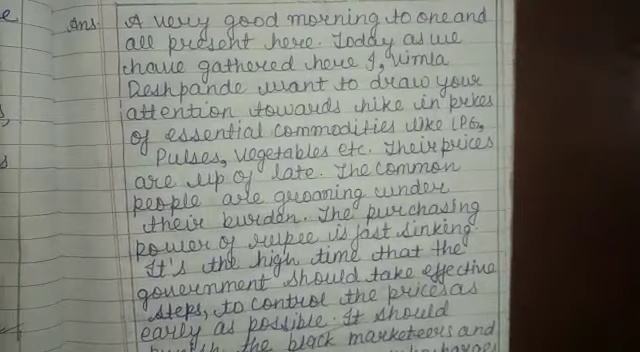 Ans. A very good morning to one and
all present here. Today as we
have gathered here I, Vimla
Deshpande want to draw your
attention towards hike in prices
of essential commodities like LPG,
Pulses, Vegetables etc. Their prices
are up of late. The common
people are groaning under
their burden. The purchasing
power of rupee is fast sinking.
It's the high time that the
government should take effective
steps, to control the prices as
early as possible. It should
the black marketeers and